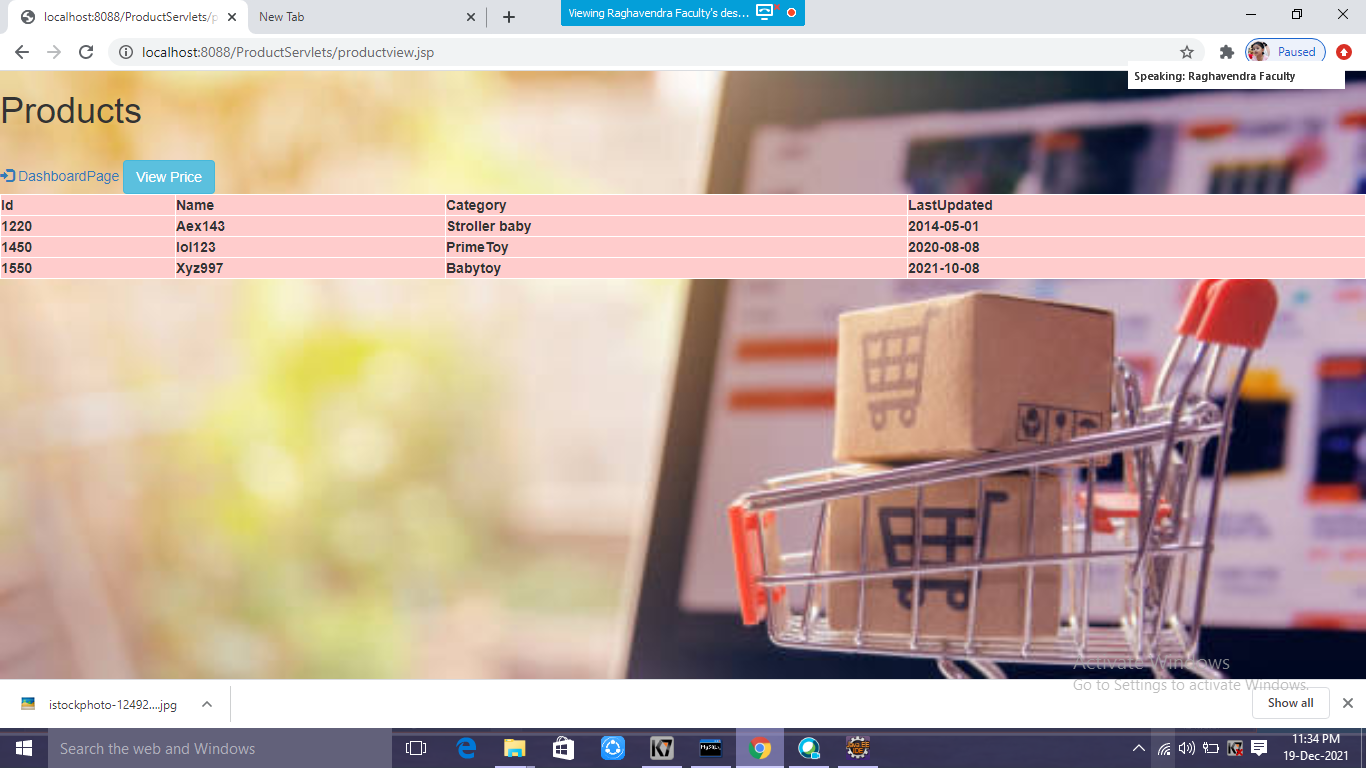 localhost:8088/ProductServlets/p
New Tab
Viewing Raghavendra Faculty's des...
localhost:8088/ProductServlets/productview.jsp
Paused
Speaking: Raghavendra Faculty
Products
DashboardPage View Price
Id Name Category LastUpdated
1220 Aex143 Stroller baby 2014-05-01
1450 lol123 PrimeToy 2020-08-08
1550 Xyz997 Babytoy 2021-10-08
Activate Windows
Go to Settings to activate Windows.
istockphoto-12492....jpg
Show all
Search the web and Windows
MySQL
11:34 PM
19-Dec-2021